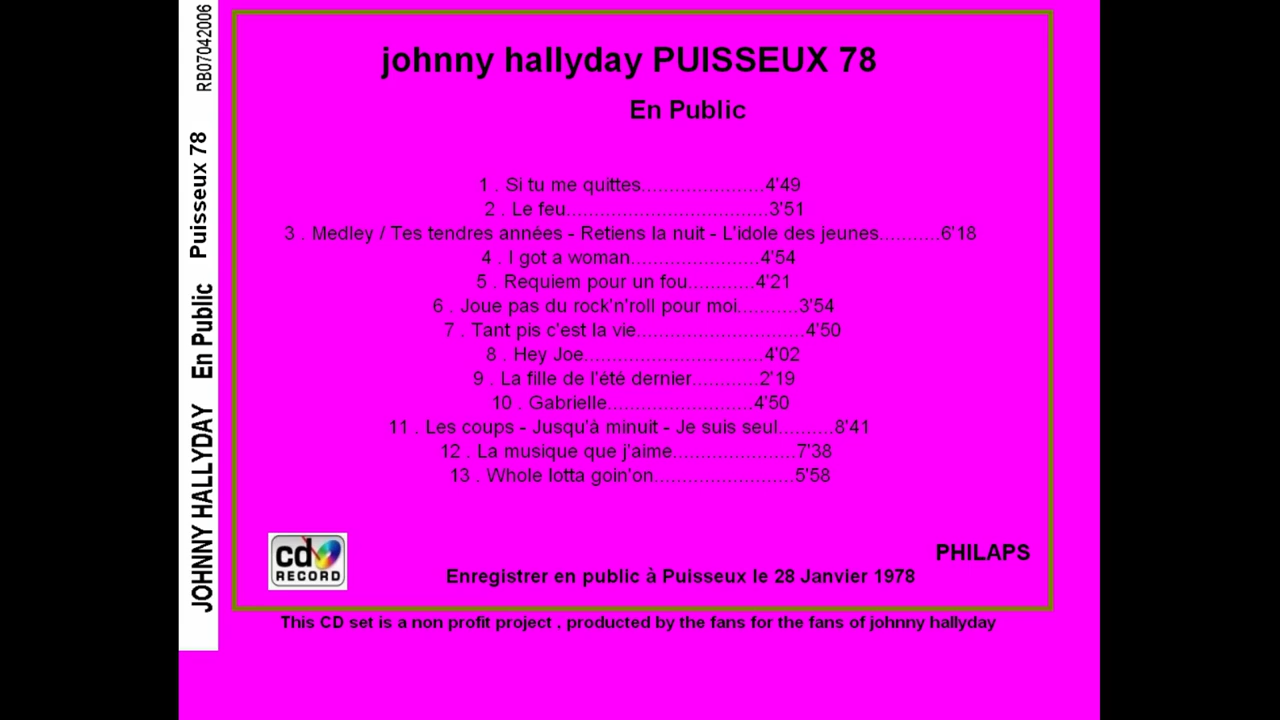 johnny hallyday PUISSEUX 78
En Public
1 . Si tu me quittes......................4'49
2 . Le feu....................................3'51
3 . Medley / Tes tendres années - Retiens la nuit - L'idole des jeunes...........6'18
4 . I got a woman.......................4'54
5 . Requiem pour un fou............4'21
6 . Joue pas du rock'n'roll pour moi...........3'54
7 . Tant pis c'est la vie..............................4'50
8 . Hey Joe................................4'02
9 . La fille de l'été dernier............2'19
10 . Gabrielle..........................4'50
11 . Les coups - Jusqu'à minuit - Je suis seul..........8'41
12 . La musique que j'aime......................7'38
13 . Whole lotta goin'on.........................5'58
cd
RECORD
PHILAPS
Enregistrer en public à Puisseux le 28 Janvier 1978
This CD set is a non profit project , producted by the fans for the fans of johnny hallyday
JOHNNY HALLYDAY En Public Puisseux 78 RB07042006